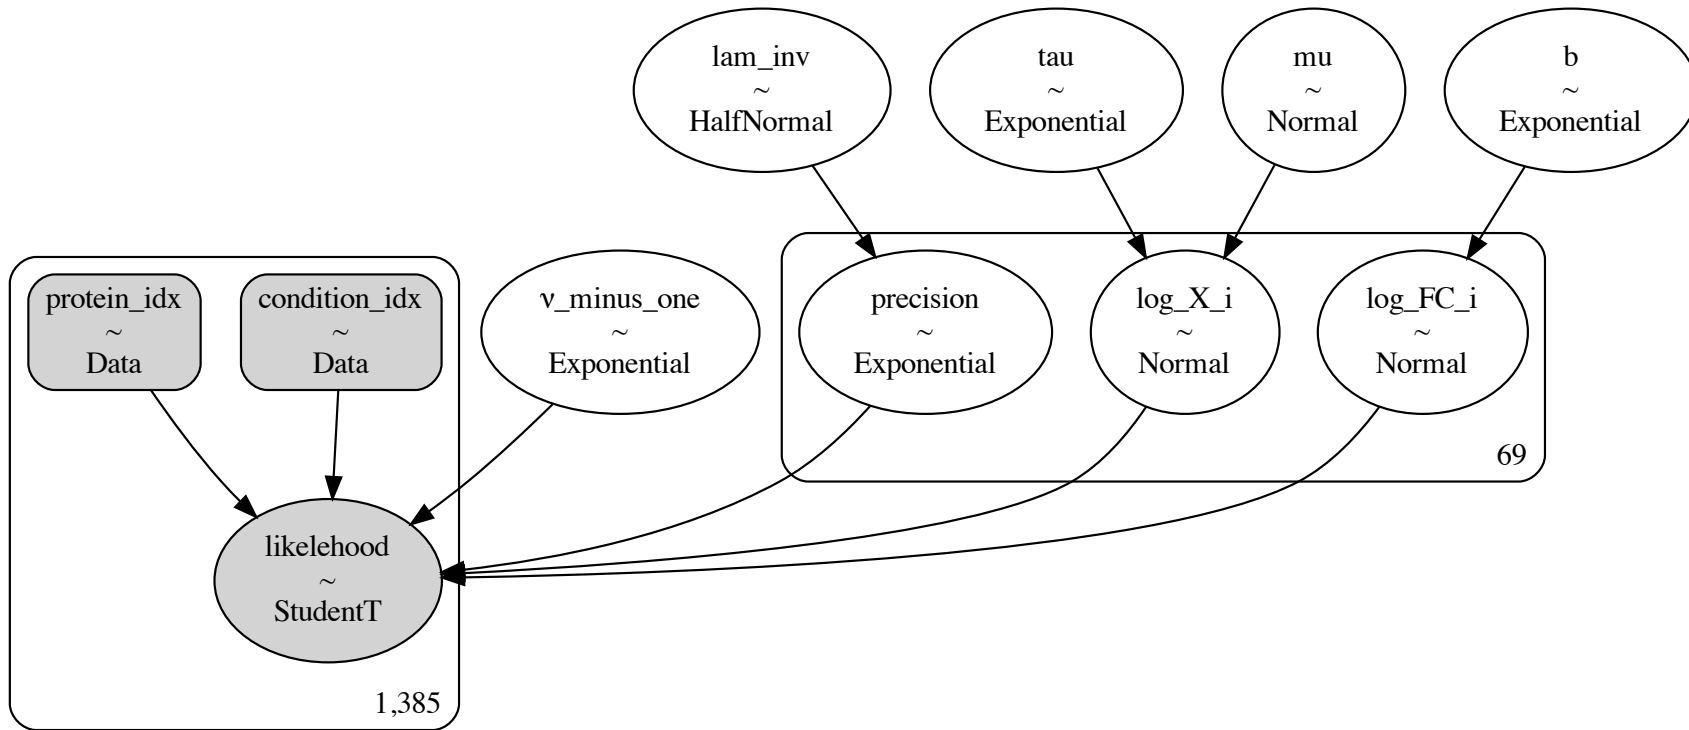 lam_inv
~
HalfNormal
tau
~
Exponential
mu
~
Normal
b
~
Exponential
protein_idx
~
Data
condition_idx
~
Data
ν_minus_one
~
Exponential
precision
~
Exponential
log_X_i
~
Normal
log_FC_i
~
Normal
69
likelehood
~
StudentT
1,385